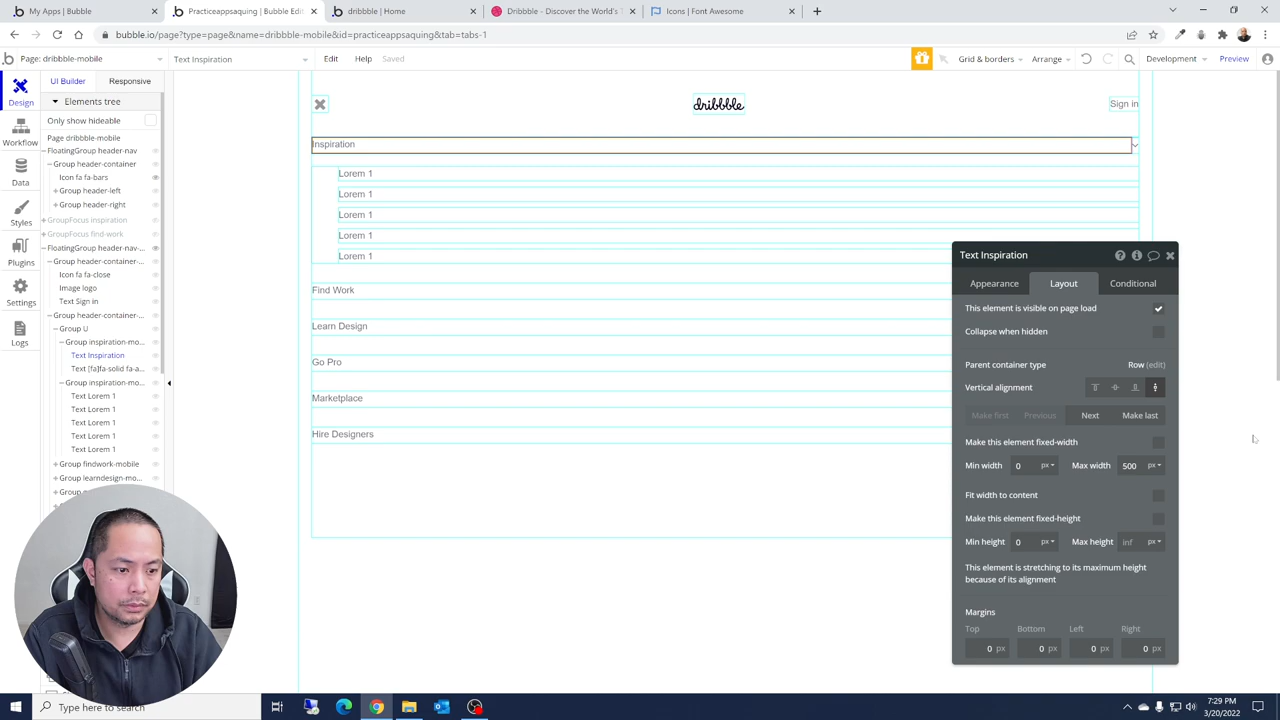 My Apps | Bubble
Practiceappsaquing | Bubble Edi
Practiceappsaquing
Dribbble - Discover the World's T
Icons | Font Awesome
bubble.io/page?type=page&name=dribbble-mobile&id=practiceappsaquing&tab=tabs-1
Page: dribbble-mobile
Text Inspiration
Edit
Help
Saved
Grid & borders
Arrange
Development
Preview
Design
Workflow
Data
Styles
Plugins
Settings
Logs
UI Builder
Responsive
Elements tree
Only show hideable
Page dribbble-mobile
FloatingGroup header-nav
Group header-container
Icon fa fa-bars
Group header-left
Group header-right
GroupFocus inspiration
GroupFocus find-work
FloatingGroup header-nav-...
Group header-container-...
Icon fa fa-close
Image logo
Text Sign in
Group header-container-...
Group U
Group inspiration-mo...
Text Inspiration
Text [fa]fa-solid fa-a...
Group inspiration-mo...
Text Lorem 1
Text Lorem 1
Text Lorem 1
Text Lorem 1
Text Lorem 1
Group findwork-mobile
Group learndesign-mo...
dribbble
Sign in
Inspiration
Lorem 1
Lorem 1
Lorem 1
Lorem 1
Lorem 1
Find Work
Learn Design
Go Pro
Marketplace
Hire Designers
Text Inspiration
Appearance
Layout
Conditional
This element is visible on page load
Collapse when hidden
Parent container type
Row (edit)
Vertical alignment
Make first
Previous
Next
Make last
Make this element fixed-width
Min width
0
px
Max width
500
px
Fit width to content
Make this element fixed-height
Min height
0
px
Max height
inf
px
This element is stretching to its maximum height
because of its alignment
Margins
Top
Bottom
Left
Right
0 px
0 px
0 px
0 px
Type here to search
7:29 PM
3/20/2022